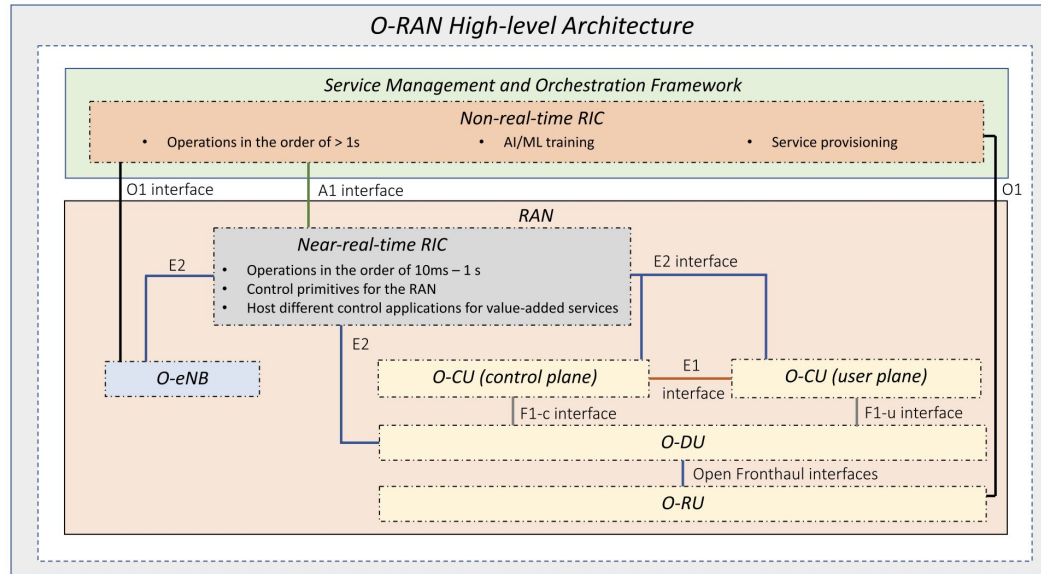 O-RAN High-level Architecture
Service Management and Orchestration Framework
Non-real-time RIC
• Operations in the order of > 1s
• AI/ML training
• Service provisioning
O1 interface
A1 interface
O1
RAN
Near-real-time RIC
• Operations in the order of 10ms – 1 s
• Control primitives for the RAN
• Host different control applications for value-added services
E2
E2 interface
E2
O-eNB
O-CU (control plane)
E1
interface
O-CU (user plane)
F1-c interface
F1-u interface
O-DU
Open Fronthaul interfaces
O-RU